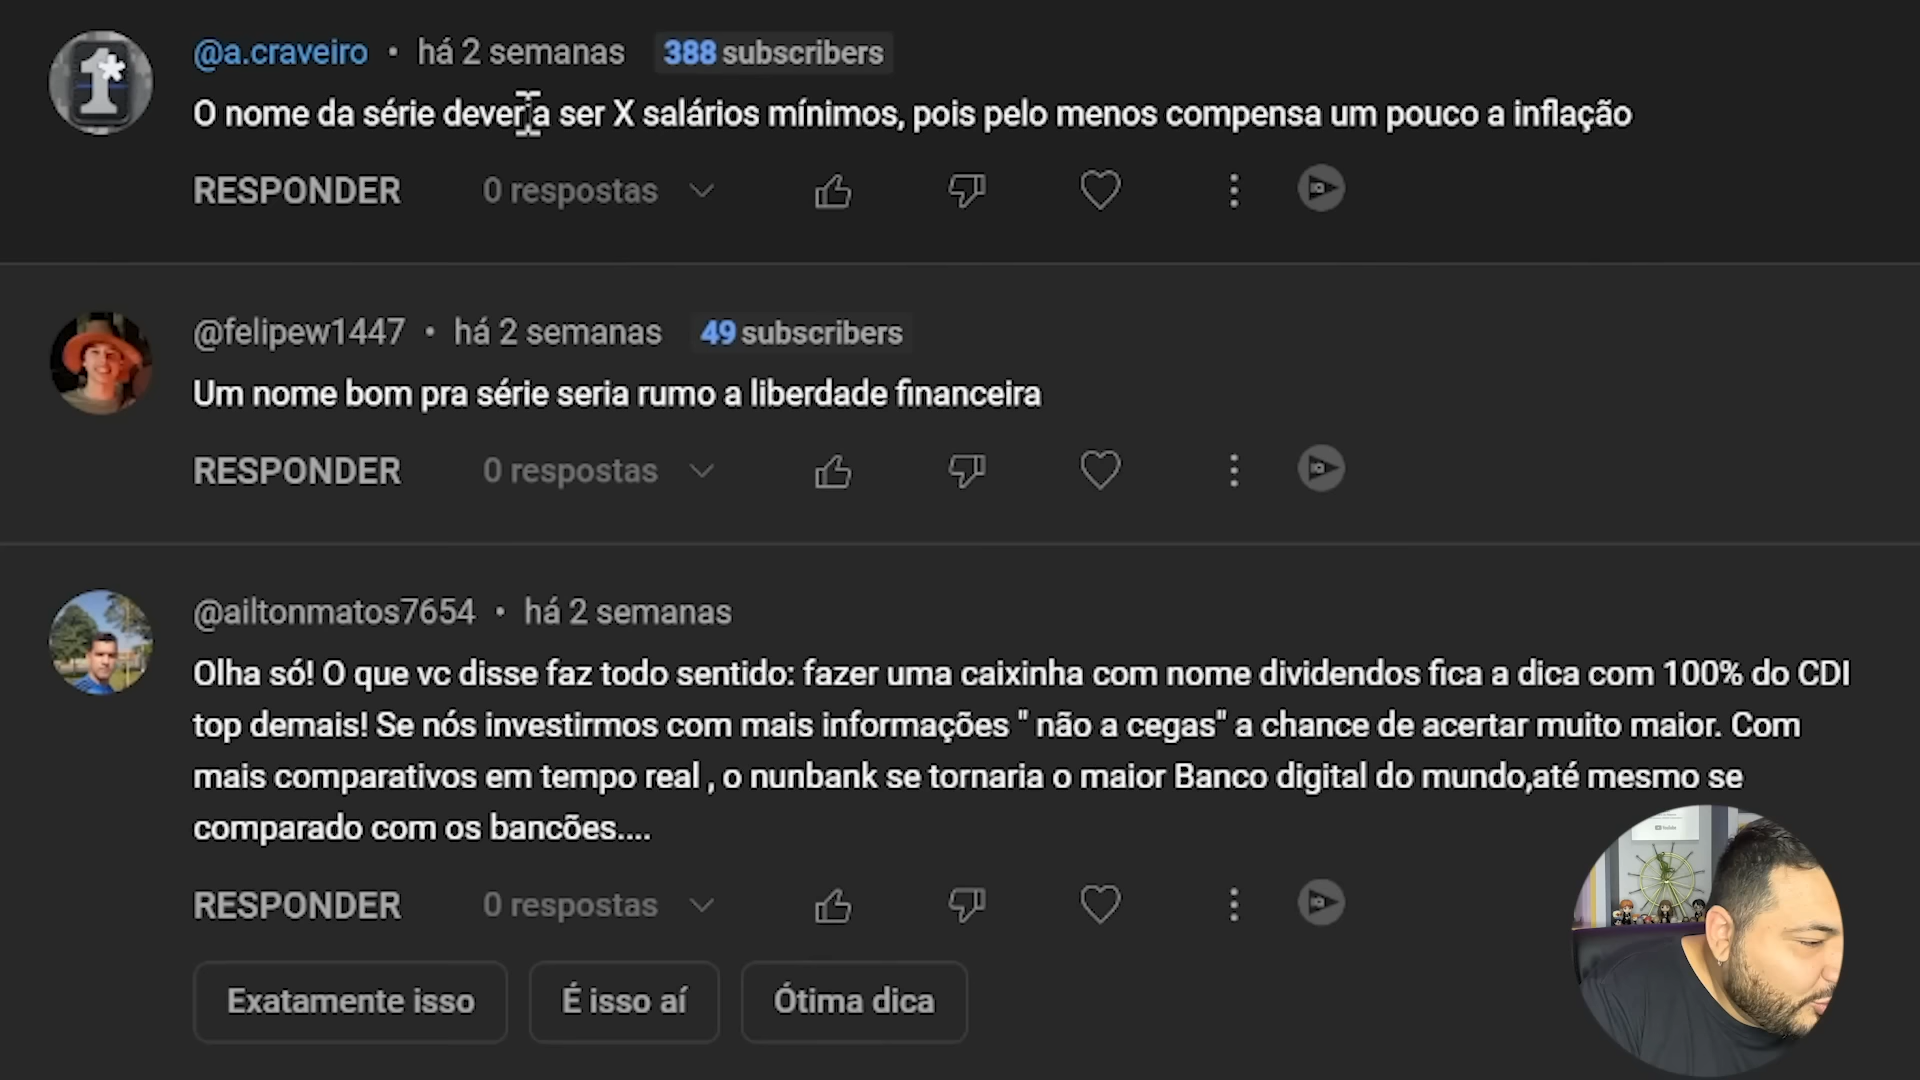 @a.craveiro • há 2 semanas 388 subscribers
O nome da série deveria ser X salários mínimos, pois pelo menos compensa um pouco a inflação
RESPONDER 0 respostas
@felipew1447 • há 2 semanas 49 subscribers
Um nome bom pra série seria rumo a liberdade financeira
RESPONDER 0 respostas
@ailtonmatos7654 • há 2 semanas
Olha só! O que vc disse faz todo sentido: fazer uma caixinha com nome dividendos fica a dica com 100% do CDI
top demais! Se nós investirmos com mais informações " não a cegas" a chance de acertar muito maior. Com
mais comparativos em tempo real , o nunbank se tornaria o maior Banco digital do mundo,até mesmo se
comparado com os bancões....
RESPONDER 0 respostas
Exatamente isso É isso aí Ótima dica